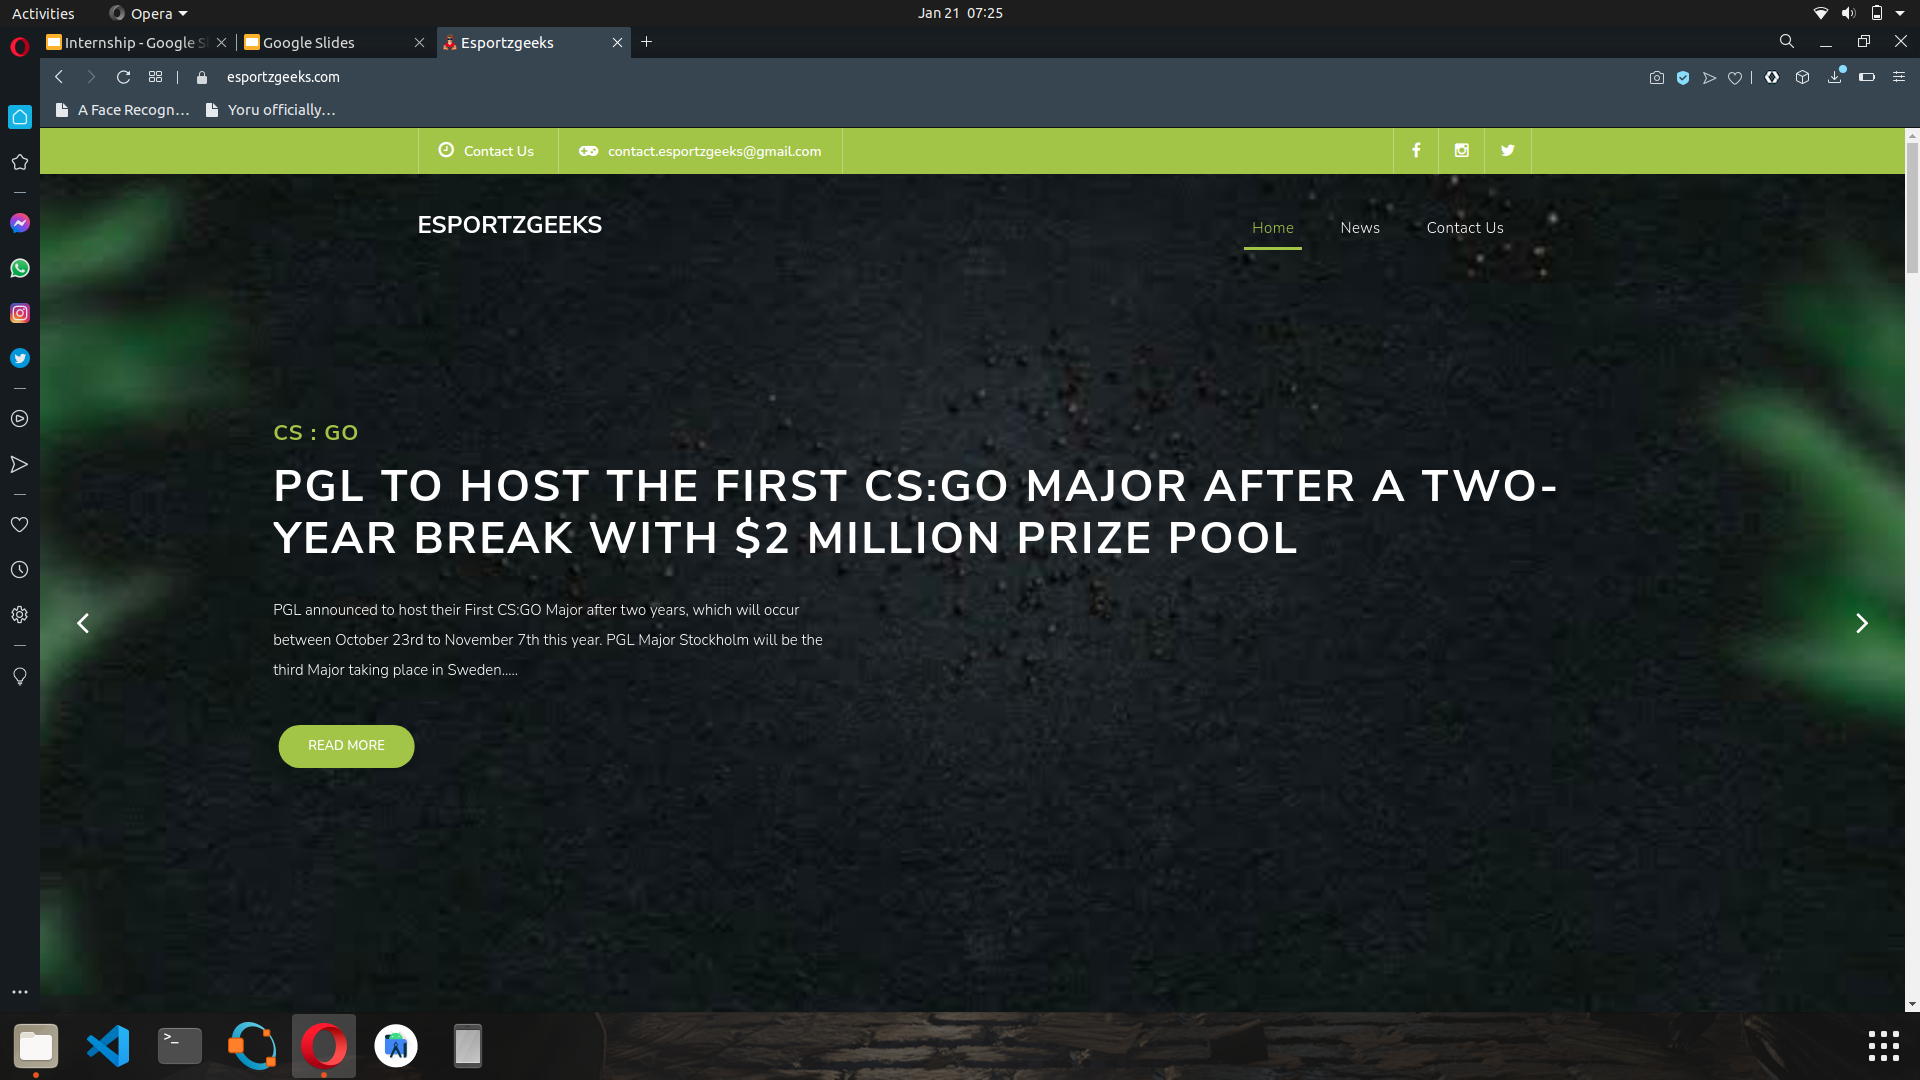 Activities
Opera
Jan 21 07:25
Internship - Google S
Google Slides
Esportzgeeks
esportzgeeks.com
A Face Recogn...
Yoru officially...
Contact Us
contact.esportzgeeks@gmail.com
ESPORTZGEEKS
Home
News
Contact Us
CS : GO
PGL TO HOST THE FIRST CS:GO MAJOR AFTER A TWO-
YEAR BREAK WITH $2 MILLION PRIZE POOL
PGL announced to host their First CS:GO Major after two years, which will occur
between October 23rd to November 7th this year. PGL Major Stockholm will be the
third Major taking place in Sweden.....
READ MORE